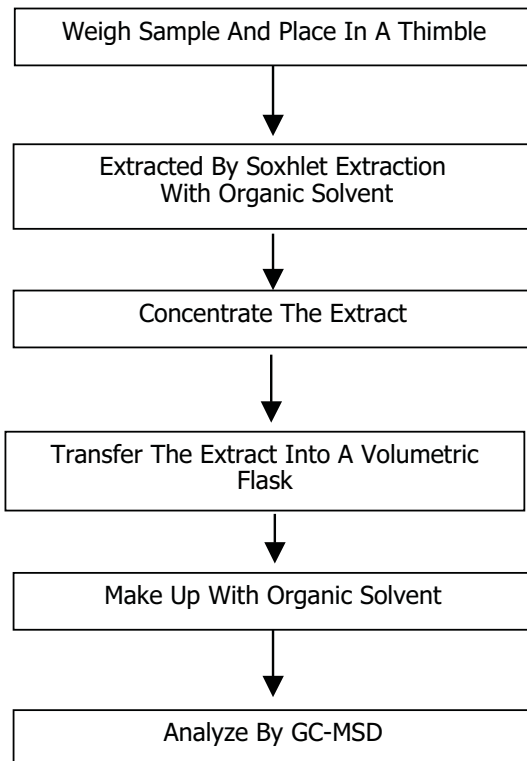 Weigh Sample And Place In A Thimble
Extracted By Soxhlet Extraction
With Organic Solvent
Concentrate The Extract
Transfer The Extract Into A Volumetric
Flask
Make Up With Organic Solvent
Analyze By GC-MSD